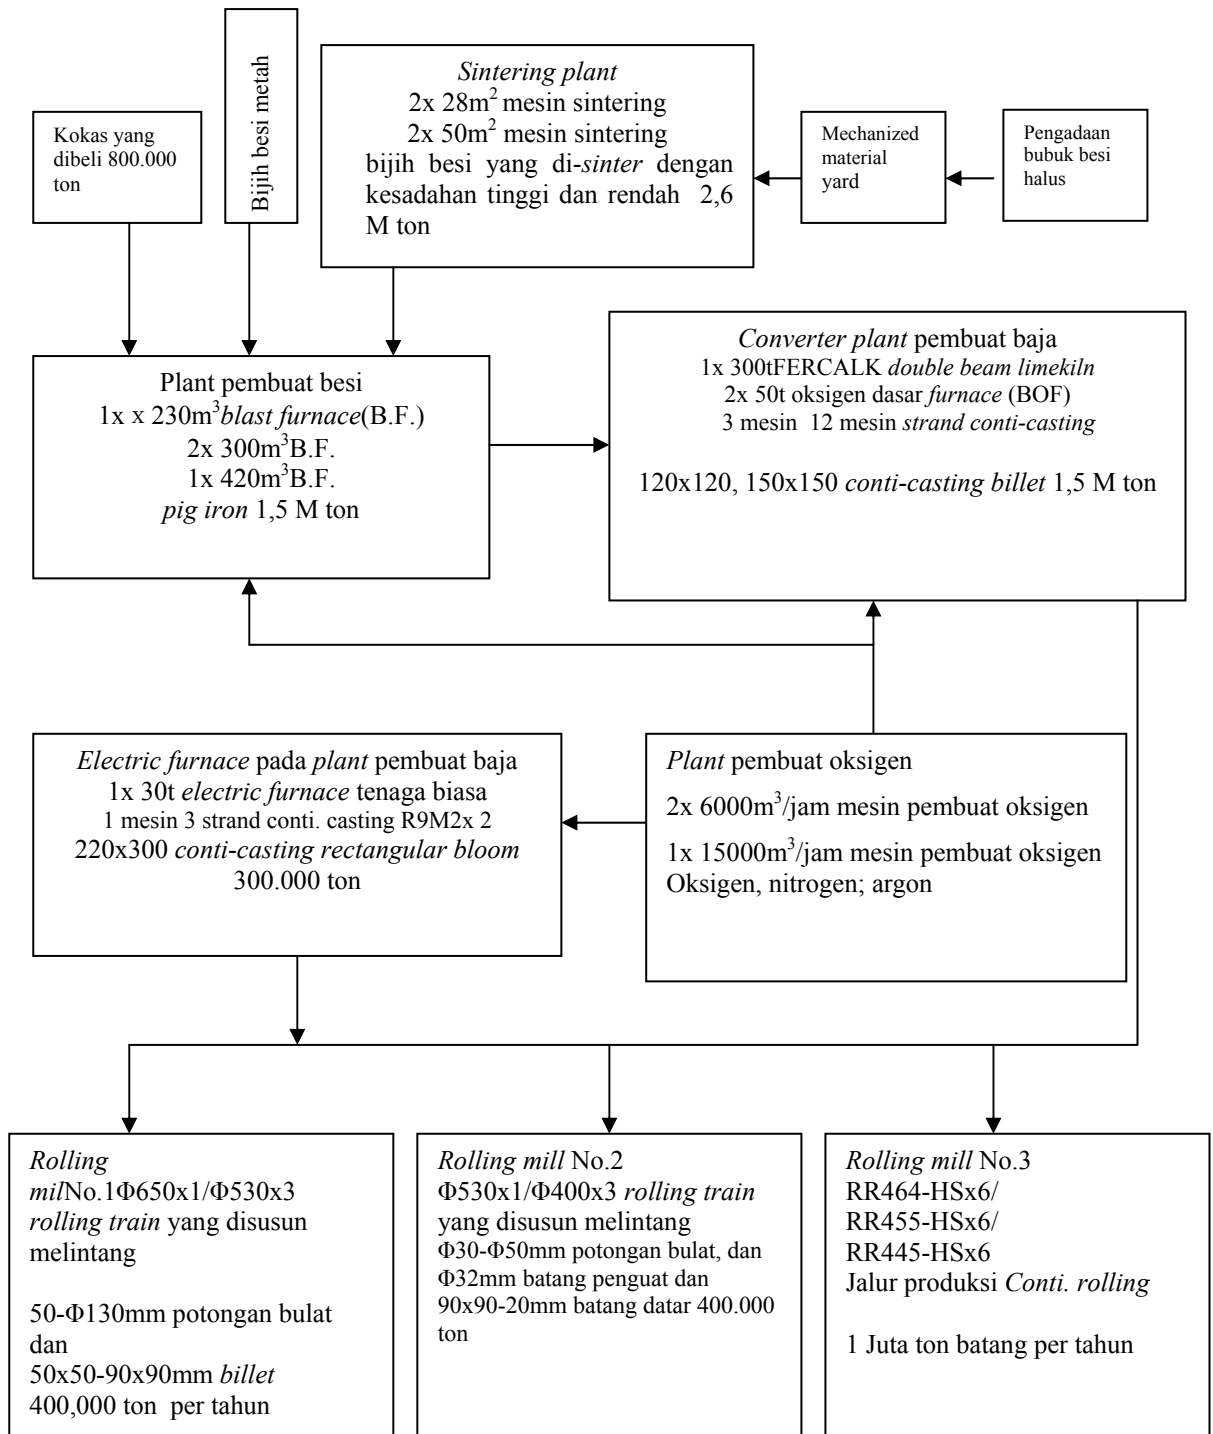 Kokas yang
dibeli 800.000
ton
Bijih besi metah
Sintering plant
2x 28m² mesin sintering
2x 50m² mesin sintering
bijih besi yang di-sinter dengan
kesadahan tinggi dan rendah 2,6
M ton
Mechanized
material
yard
Pengadaan
bubuk besi
halus
Plant pembuat besi
1x x 230m³blast furnace(B.F.)
2x 300m³B.F.
1x 420m³B.F.
pig iron 1,5 M ton
Converter plant pembuat baja
1x 300tFERCALK double beam limekiln
2x 50t oksigen dasar furnace (BOF)
3 mesin 12 mesin strand conti-casting
120x120, 150x150 conti-casting billet 1,5 M ton
Electric furnace pada plant pembuat baja
1x 30t electric furnace tenaga biasa
1 mesin 3 strand conti. casting R9M2x 2
220x300 conti-casting rectangular bloom
300.000 ton
Plant pembuat oksigen
2x 6000m³/jam mesin pembuat oksigen
1x 15000m³/jam mesin pembuat oksigen
Oksigen, nitrogen; argon
Rolling
milNo.1Φ650x1/Φ530x3
rolling train yang disusun
melintang
50-Φ130mm potongan bulat
dan
50x50-90x90mm billet
400,000 ton per tahun
Rolling mill No.2
Φ530x1/Φ400x3 rolling train
yang disusun melintang
Φ30-Φ50mm potongan bulat, dan
Φ32mm batang penguat dan
90x90-20mm batang datar 400.000
ton
Rolling mill No.3
RR464-HSx6/
RR455-HSx6/
RR445-HSx6
Jalur produksi Conti. rolling
1 Juta ton batang per tahun